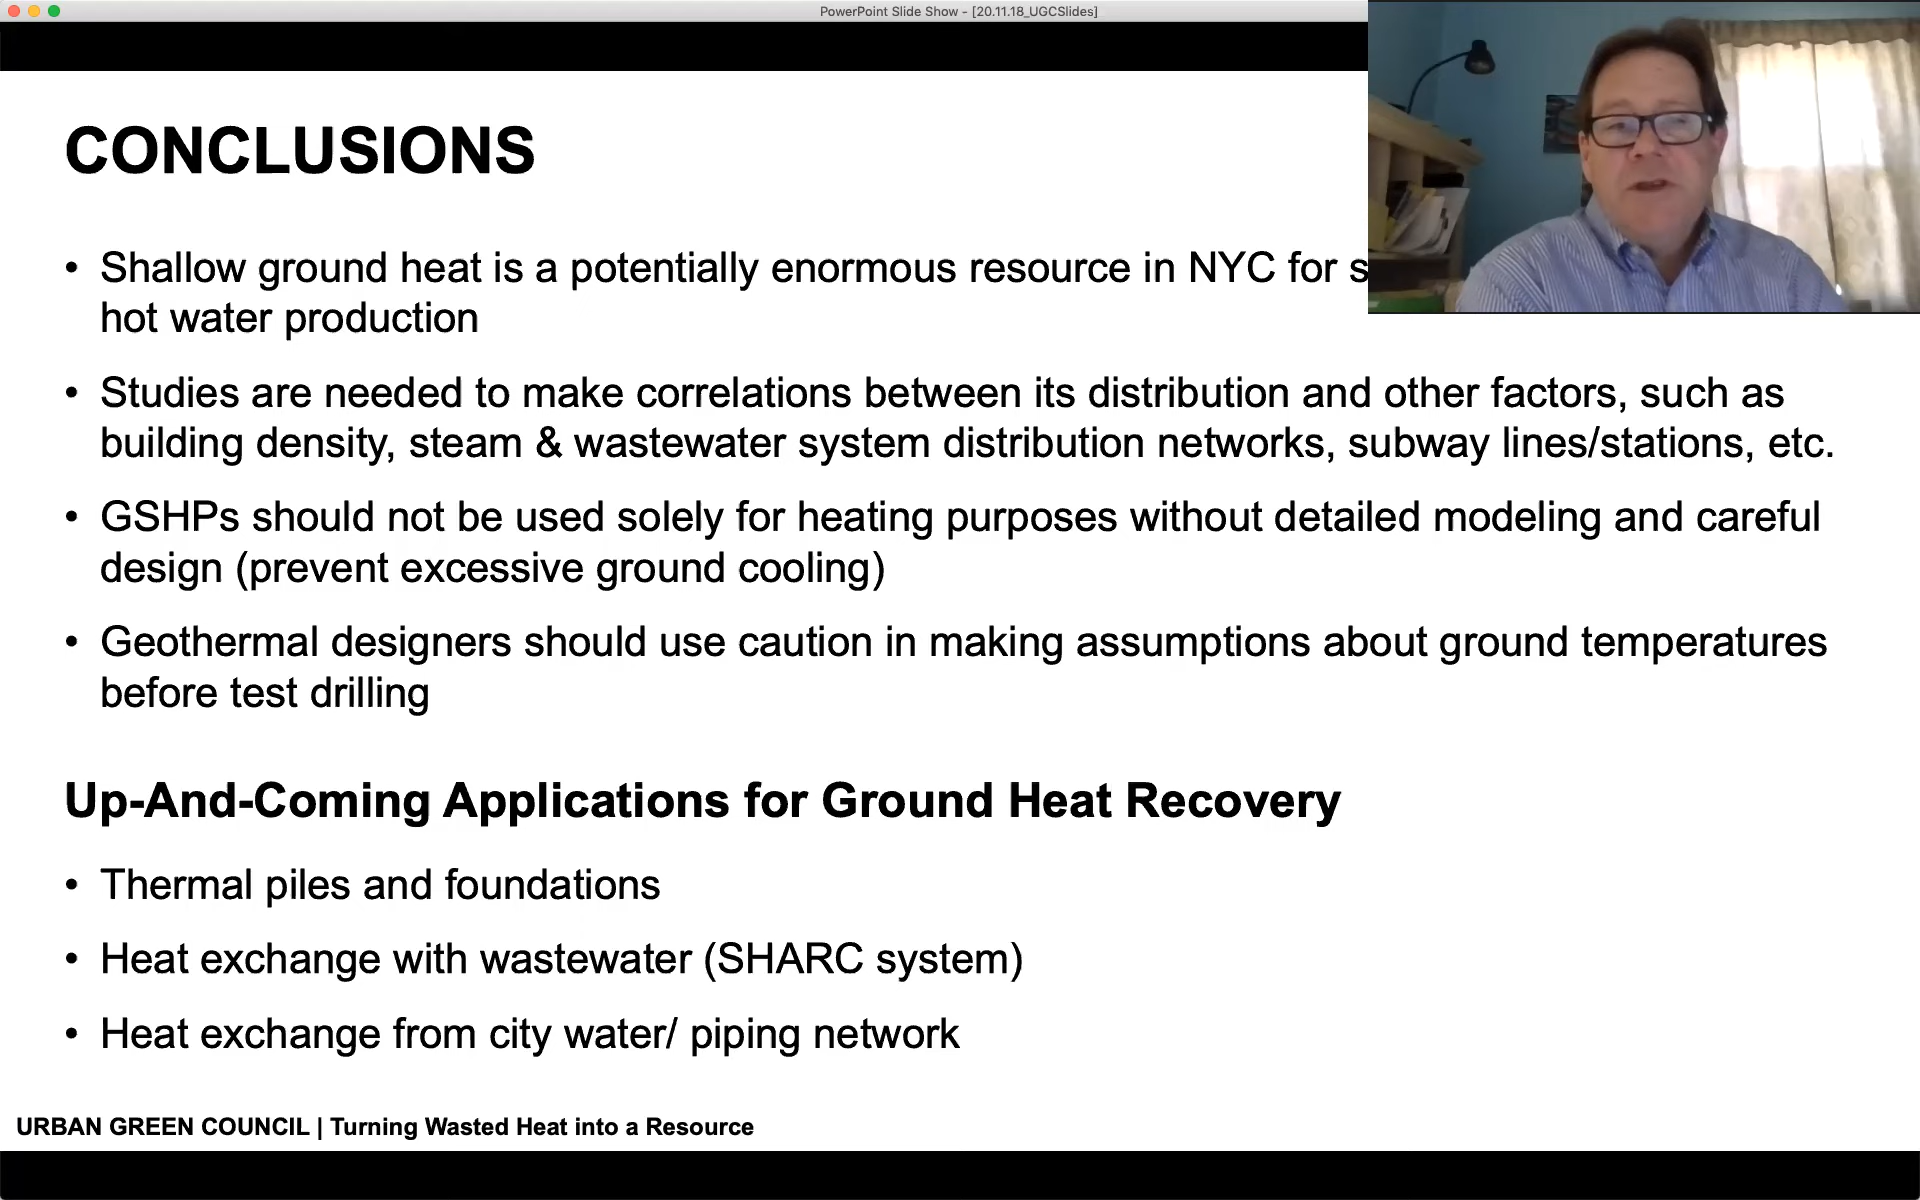 PowerPoint Slide Show - [20.11.18_UGCSlides]
CONCLUSIONS
• Shallow ground heat is a potentially enormous resource in NYC for
hot water production
• Studies are needed to make correlations between its distribution and other factors, such as
building density, steam & wastewater system distribution networks, subway lines/stations, etc.
• GSHPs should not be used solely for heating purposes without detailed modeling and careful
design (prevent excessive ground cooling)
• Geothermal designers should use caution in making assumptions about ground temperatures
before test drilling
Up-And-Coming Applications for Ground Heat Recovery
• Thermal piles and foundations
• Heat exchange with wastewater (SHARC system)
• Heat exchange from city water/ piping network
URBAN GREEN COUNCIL | Turning Wasted Heat into a Resource